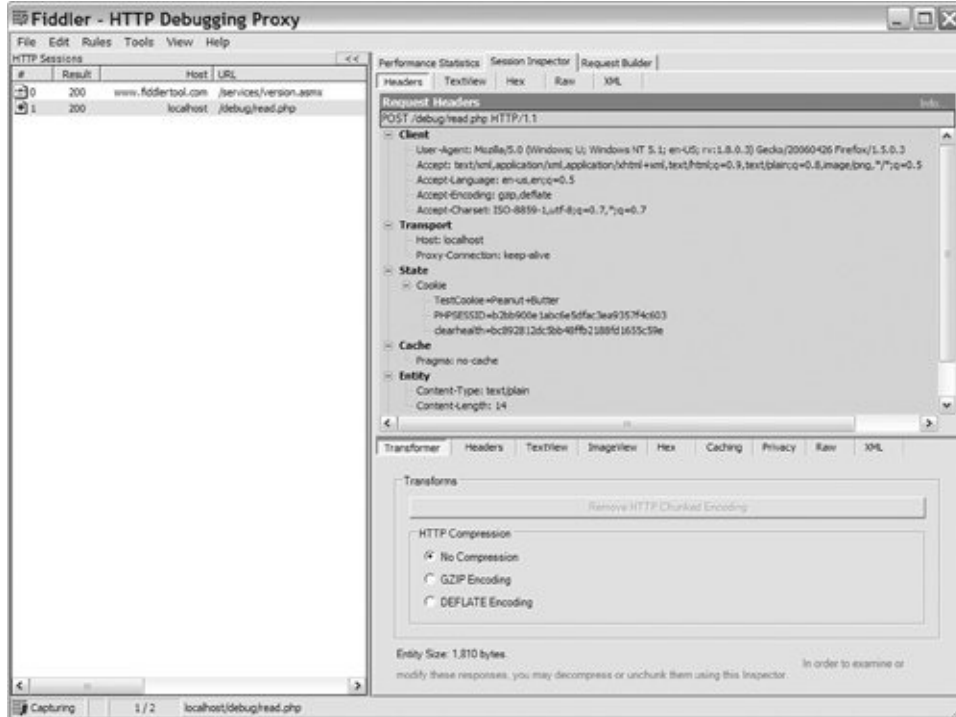 Fiddler - HTTP Debugging Proxy
File Edit Rules Tools View Help
HTTP Sessions <<
# Result Host URL
0 200 www.fiddlertool.com /services/version.asmx
1 200 localhost /debug/read.php
Performance Statistics Session Inspector Request Builder
Headers TextView Hex Raw XML
Request Headers
POST /debug/read.php HTTP/1.1
Client
User-Agent: Mozilla/5.0 (Windows; U; Windows NT 5.1; en-US; rv:1.8.0.3) Gecko/20060426 Firefox/1.5.0.3
Accept: text/xml,application/xml,application/xhtml+xml,text/html;q=0.9,text/plain;q=0.8,image/png,*/*;q=0.5
Accept-Language: en-us,en;q=0.5
Accept-Encoding: gzip,deflate
Accept-Charset: ISO-8859-1,utf-8;q=0.7,*;q=0.7
Transport
Host: localhost
Proxy-Connection: keep-alive
State
Cookie
TestCookie=Peanut+Butter
PHPSESSID=b2bb900e1abc6e5dfac3ea9357f4c603
clearhealth=bc892812dc5bb48ffb2188fd1655c59e
Cache
Pragma: no-cache
Entity
Content-Type: text/plain
Content-Length: 14
Transformer Headers TextView ImageView Hex Caching Privacy Raw XML
Transforms
Remove HTTP Chunked Encoding
HTTP Compression
No Compression
GZIP Encoding
DEFLATE Encoding
Entity Size: 1,810 bytes.
In order to examine or
modify these responses, you may decompress or unchunk them using this Inspector.
Capturing 1 / 2 localhost/debug/read.php